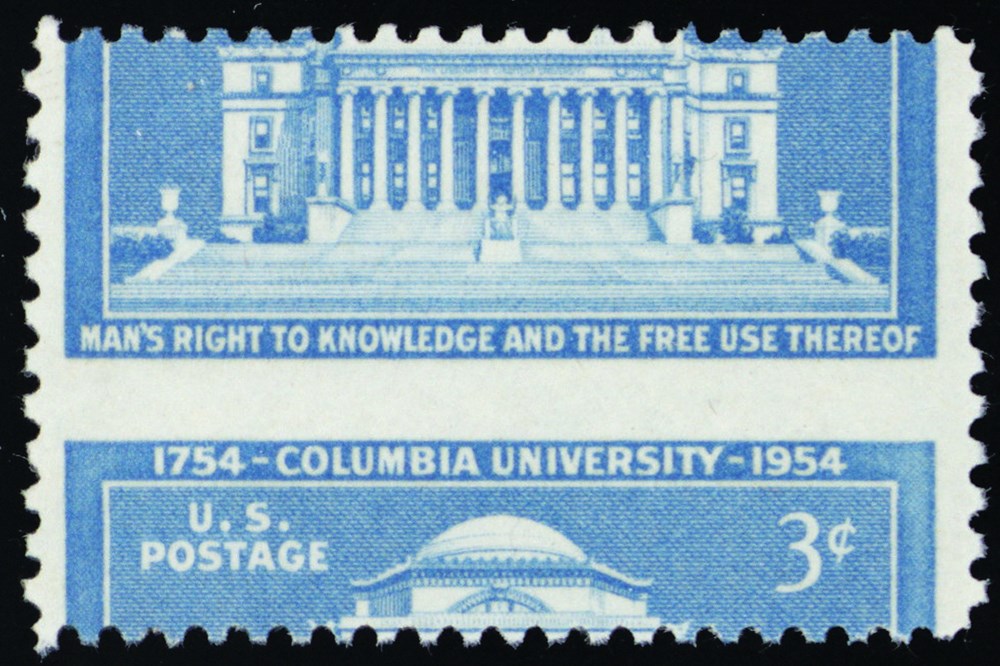 MAN'S RIGHT TO KNOWLEDGE AND THE FREE USE THEREOF
1754-COLUMBIA UNIVERSITY-1954
U.S.
POSTAGE
3¢